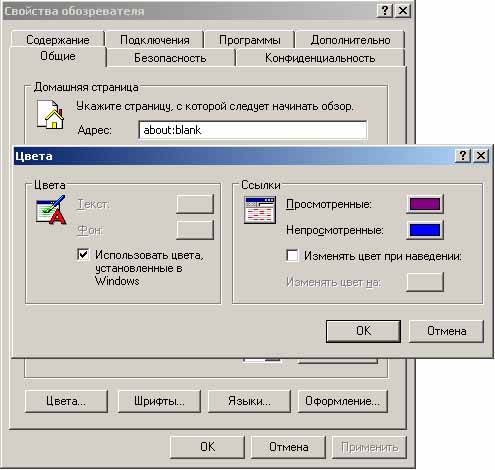 Свойства обозревателя
Содержание Подключения Программы Дополнительно
Общие Безопасность Конфиденциальность
Домашняя страница
Укажите страницу, с которой следует начинать обзор.
Адрес: about:blank
Цвета
Цвета
Текст:
Фон:
Использовать цвета,
установленные в
Windows
Ссылки
Просмотренные:
Непросмотренные:
Изменять цвет при наведении:
Изменять цвет на:
OK Отмена
Цвета... Шрифты... Языки... Оформление...
OK Отмена Применить